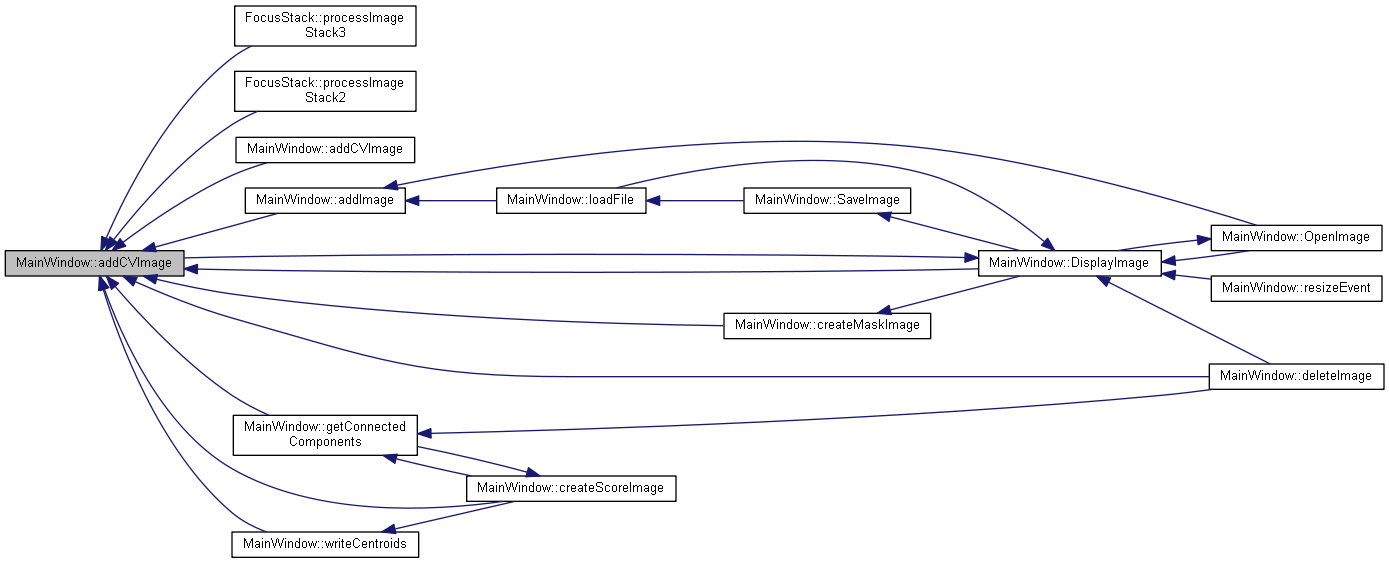 FocusStack::processImage
Stack3
FocusStack::processImage
Stack2
MainWindow::addCVImage
MainWindow::addImage
MainWindow::loadFile
MainWindow::SaveImage
MainWindow::OpenImage
MainWindow::addCVImage
MainWindow::DisplayImage
MainWindow::resizeEvent
MainWindow::createMaskImage
MainWindow::deleteImage
MainWindow::getConnected
Components
MainWindow::createScoreImage
MainWindow::writeCentroids